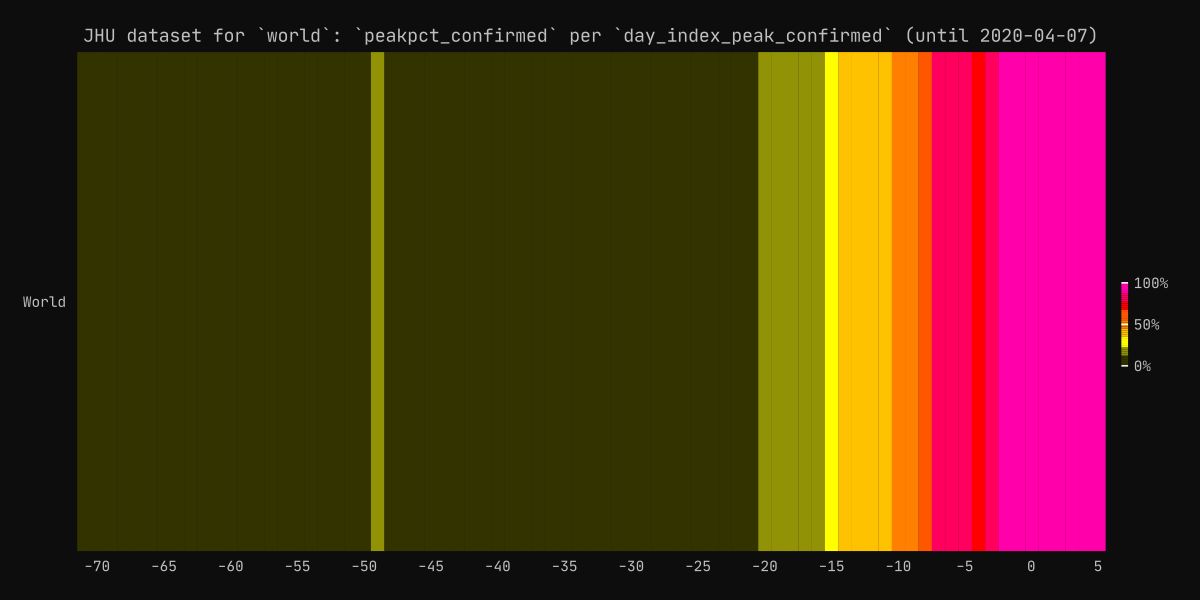 JHU dataset for `world`: `peakpct_confirmed` per `day_index_peak_confirmed` (until 2020-04-07)
World
100%
50%
0%
-70 -65 -60 -55 -50 -45 -40 -35 -30 -25 -20 -15 -10 -5 0 5